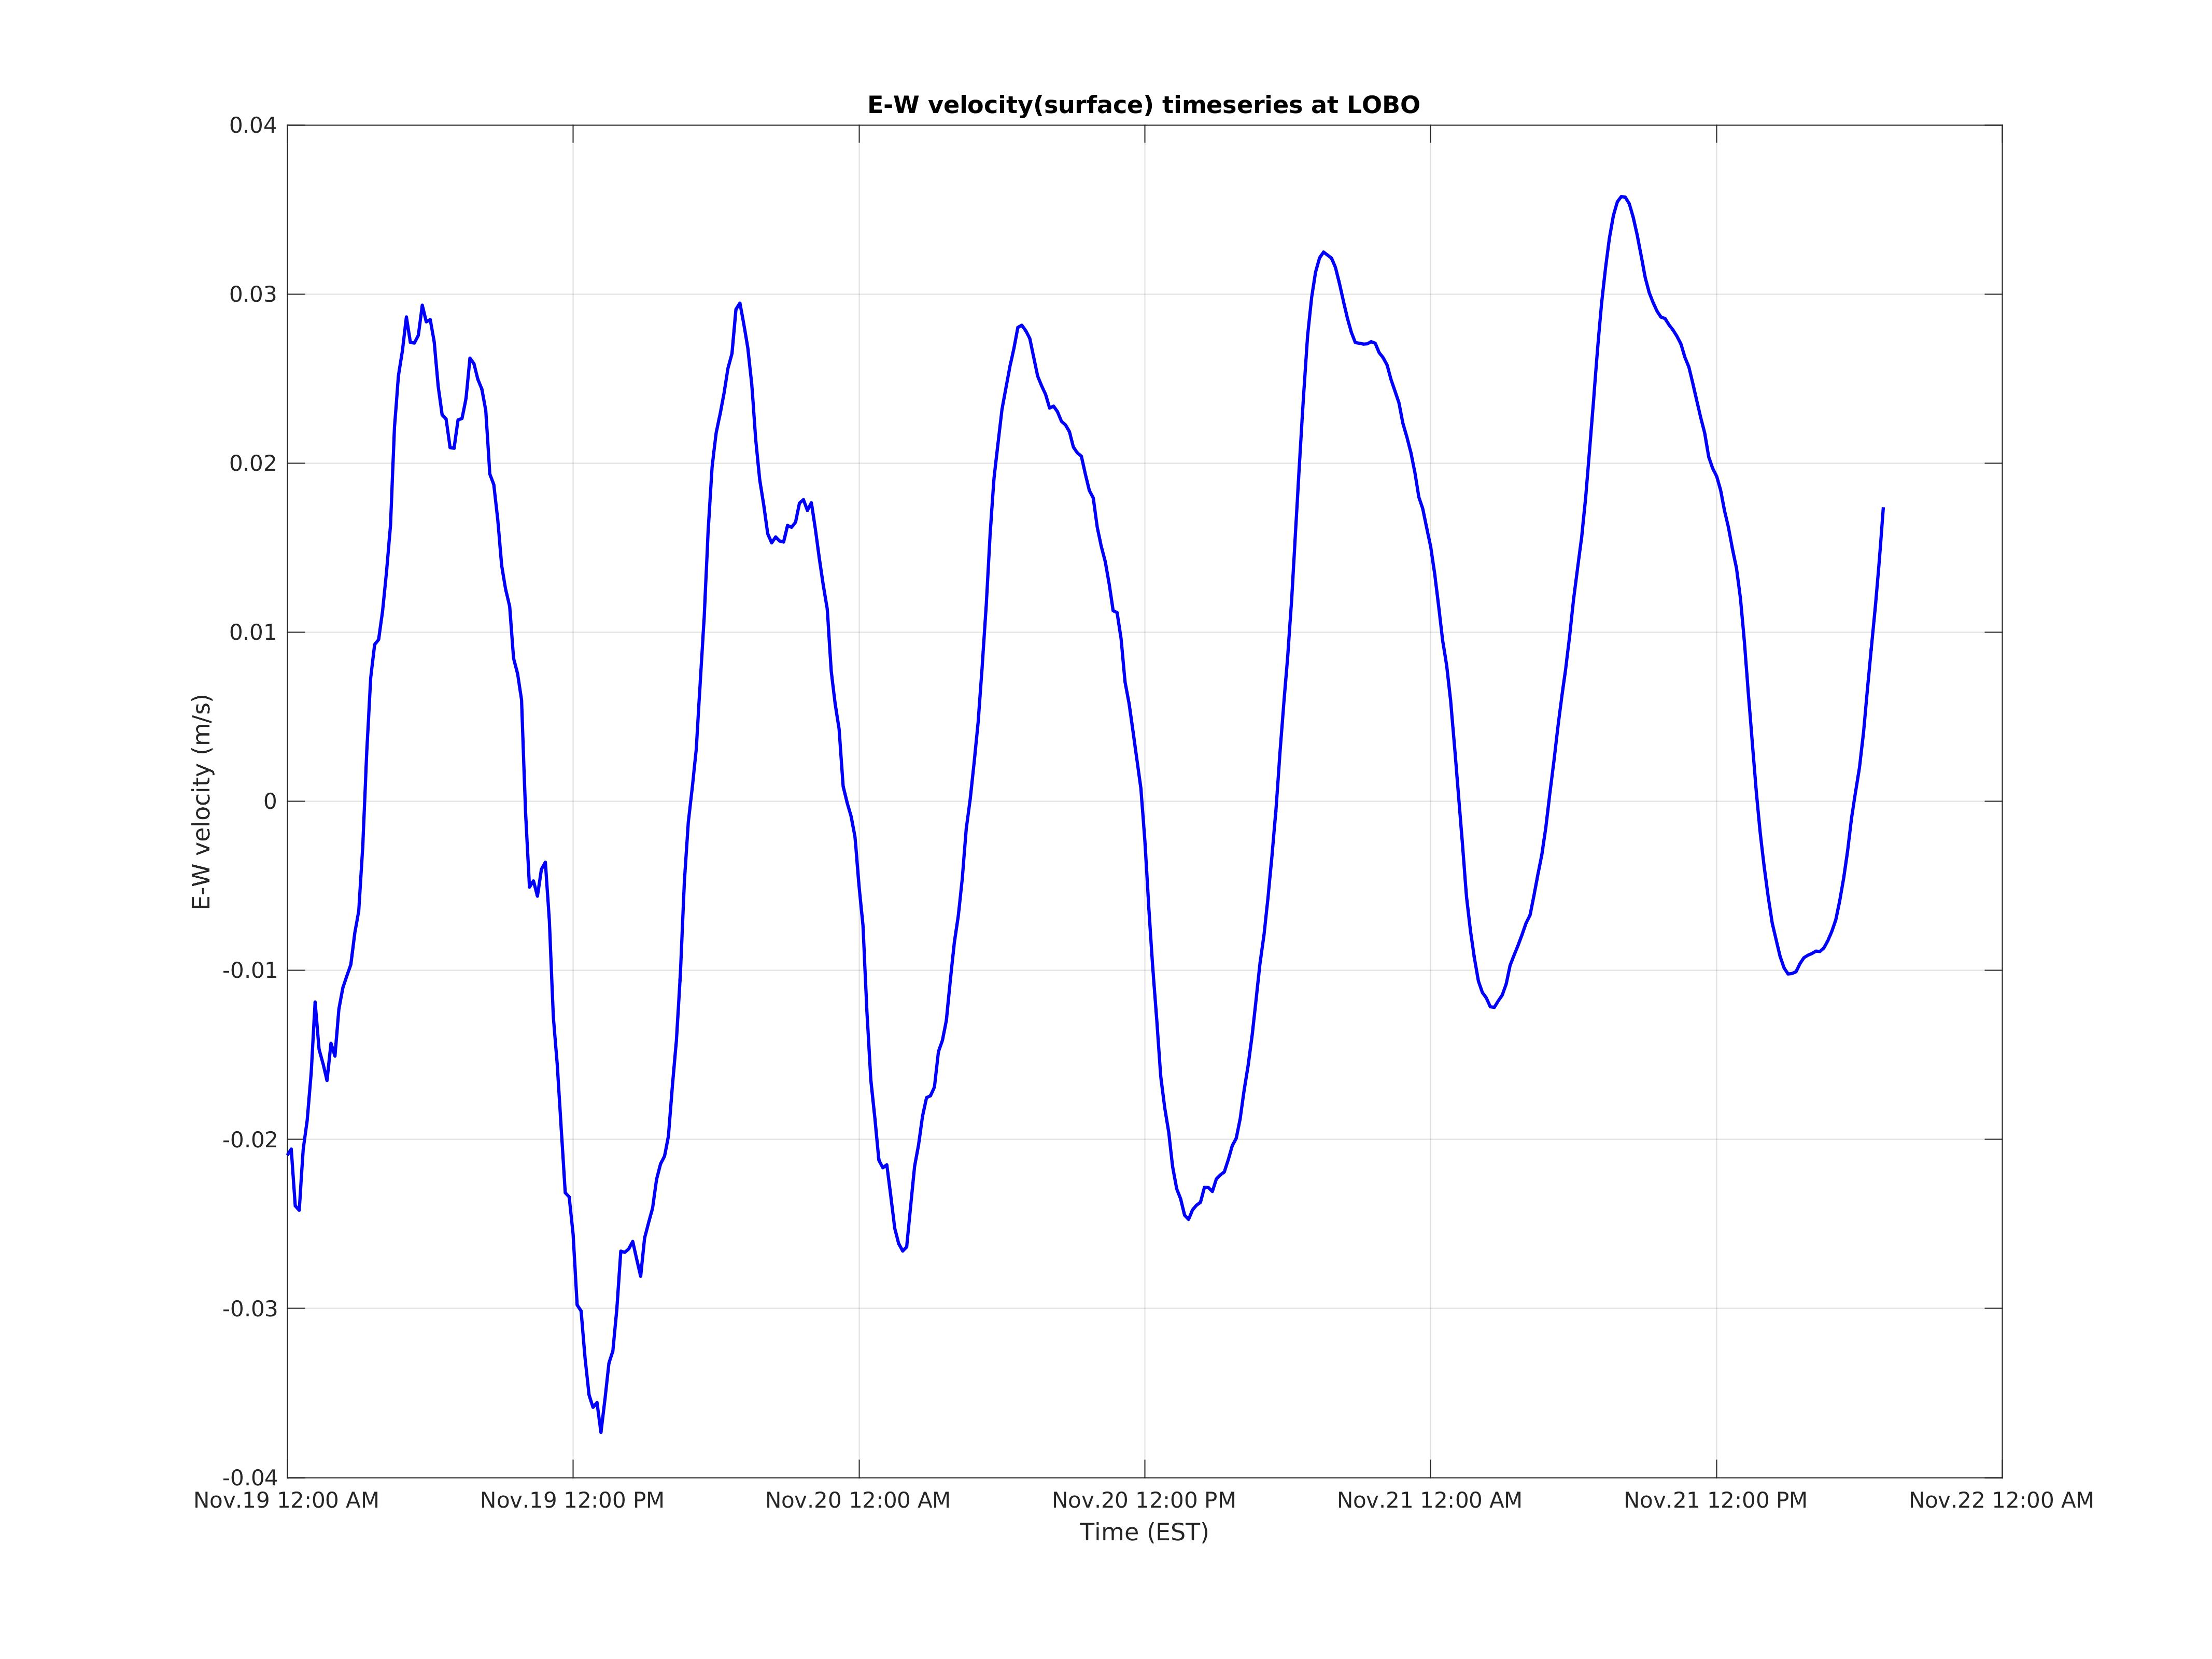 E-W velocity(surface) timeseries at LOBO
0.04
0.03
0.02
0.01
0
-0.01
-0.02
-0.03
-0.04
E-W velocity (m/s)
Nov.19 12:00 AM Nov.19 12:00 PM Nov.20 12:00 AM Nov.20 12:00 PM Nov.21 12:00 AM Nov.21 12:00 PM Nov.22 12:00 AM
Time (EST)